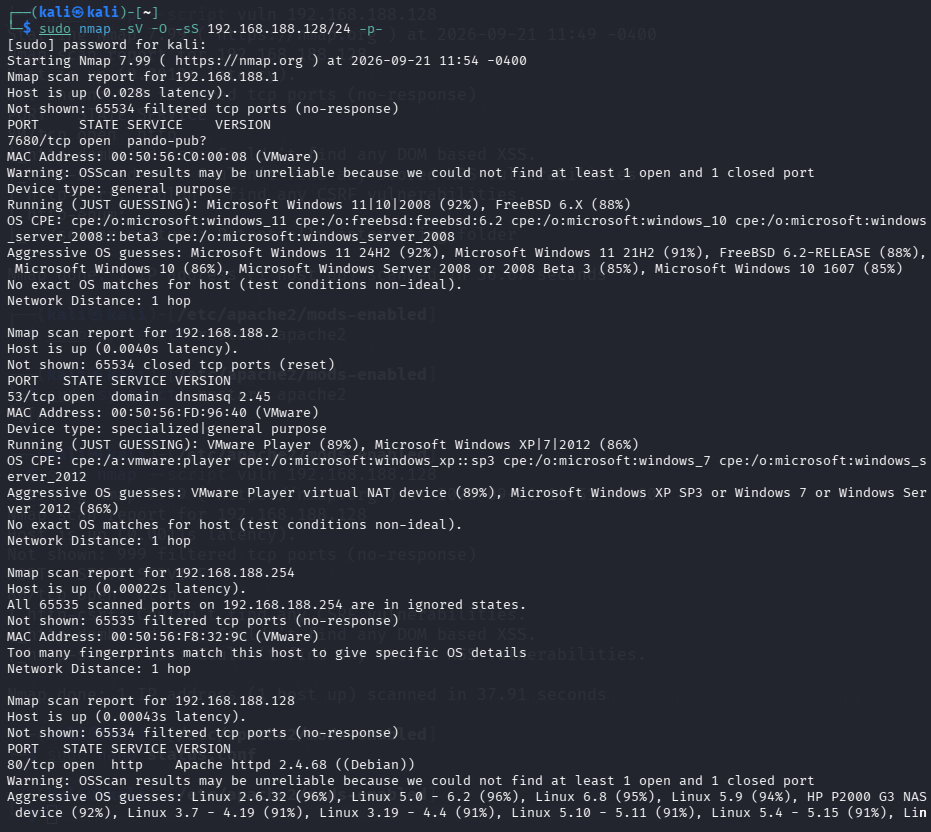 ┌──(kali㉿kali)-[~]
└─$ sudo nmap -sV -O -sS 192.168.188.128/24 -p-
[sudo] password for kali:
Starting Nmap 7.99 ( https://nmap.org ) at 2026-09-21 11:54 -0400
Nmap scan report for 192.168.188.1
Host is up (0.028s latency).
Not shown: 65534 filtered tcp ports (no-response)
PORT     STATE SERVICE    VERSION
7680/tcp open  pando-pub?
MAC Address: 00:50:56:C0:00:08 (VMware)
Warning: OSScan results may be unreliable because we could not find at least 1 open and 1 closed port
Device type: general purpose
Running (JUST GUESSING): Microsoft Windows 11|10|2008 (92%), FreeBSD 6.X (88%)
OS CPE: cpe:/o:microsoft:windows_11 cpe:/o:freebsd:freebsd:6.2 cpe:/o:microsoft:windows_10 cpe:/o:microsoft:windows
_server_2008::beta3 cpe:/o:microsoft:windows_server_2008
Aggressive OS guesses: Microsoft Windows 11 24H2 (92%), Microsoft Windows 11 21H2 (91%), FreeBSD 6.2-RELEASE (88%),
 Microsoft Windows 10 (86%), Microsoft Windows Server 2008 or 2008 Beta 3 (85%), Microsoft Windows 10 1607 (85%)
No exact OS matches for host (test conditions non-ideal).
Network Distance: 1 hop

Nmap scan report for 192.168.188.2
Host is up (0.0040s latency).
Not shown: 65534 closed tcp ports (reset)
PORT   STATE SERVICE VERSION
53/tcp open  domain  dnsmasq 2.45
MAC Address: 00:50:56:FD:96:40 (VMware)
Device type: specialized|general purpose
Running (JUST GUESSING): VMware Player (89%), Microsoft Windows XP|7|2012 (86%)
OS CPE: cpe:/a:vmware:player cpe:/o:microsoft:windows_xp::sp3 cpe:/o:microsoft:windows_7 cpe:/o:microsoft:windows_s
erver_2012
Aggressive OS guesses: VMware Player virtual NAT device (89%), Microsoft Windows XP SP3 or Windows 7 or Windows Ser
ver 2012 (86%)
No exact OS matches for host (test conditions non-ideal).
Network Distance: 1 hop

Nmap scan report for 192.168.188.254
Host is up (0.00022s latency).
All 65535 scanned ports on 192.168.188.254 are in ignored states.
Not shown: 65535 filtered tcp ports (no-response)
MAC Address: 00:50:56:F8:32:9C (VMware)
Too many fingerprints match this host to give specific OS details
Network Distance: 1 hop

Nmap scan report for 192.168.188.128
Host is up (0.00043s latency).
Not shown: 65534 filtered tcp ports (no-response)
PORT   STATE SERVICE VERSION
80/tcp open  http    Apache httpd 2.4.68 ((Debian))
Warning: OSScan results may be unreliable because we could not find at least 1 open and 1 closed port
Aggressive OS guesses: Linux 2.6.32 (96%), Linux 5.0 - 6.2 (96%), Linux 6.8 (95%), Linux 5.9 (94%), HP P2000 G3 NAS
 device (92%), Linux 3.7 - 4.19 (91%), Linux 3.19 - 4.4 (91%), Linux 5.10 - 5.11 (91%), Linux 5.4 - 5.15 (91%), Lin